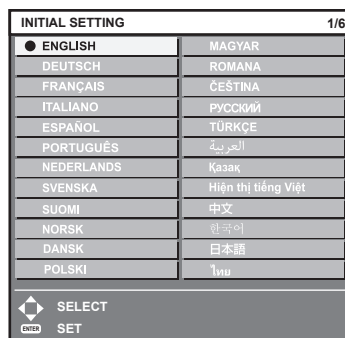 INITIAL SETTING 1/6
ENGLISH
DEUTSCH
FRANÇAIS
ITALIANO
ESPAÑOL
PORTUGUÊS
NEDERLANDS
SVENSKA
SUOMI
NORSK
DANSK
POLSKI
MAGYAR
ROMANA
ČEŠTINA
РУССКИЙ
TÜRKÇE
العربية
Қазақ
Hiện thị tiếng Việt
中文
한국어
日本語
ไทย
SELECT
ENTER SET